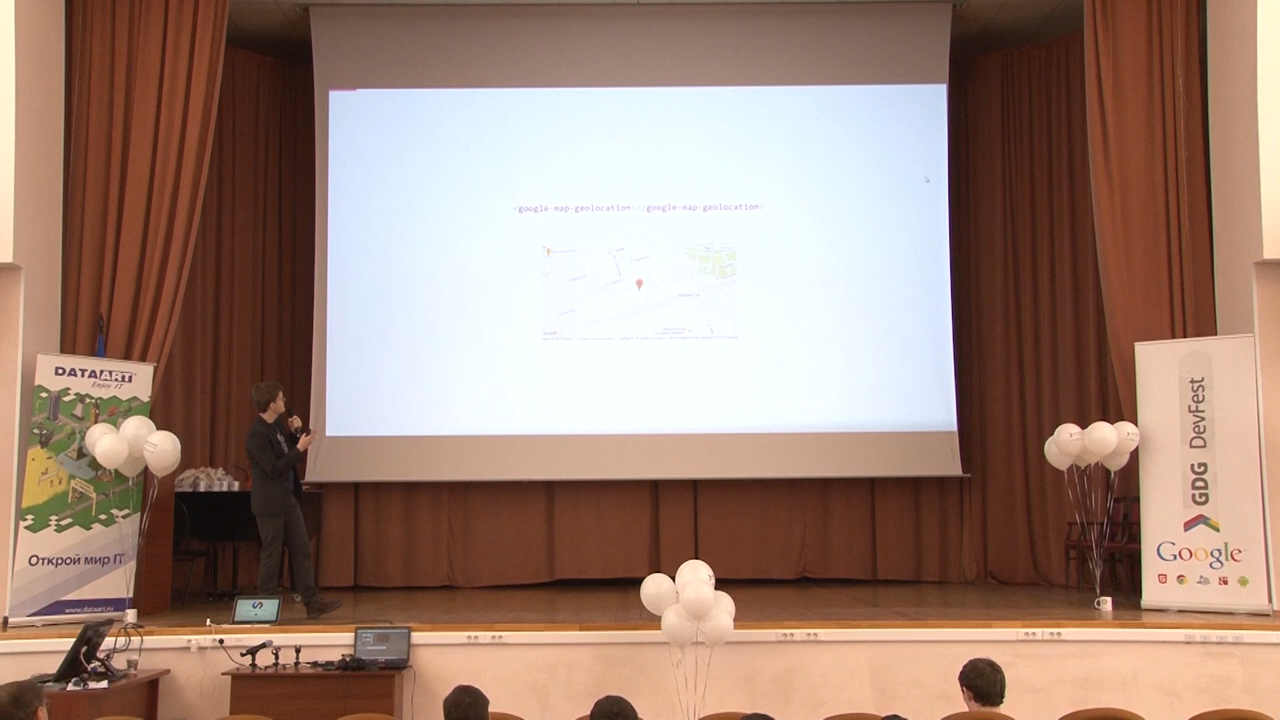 <google-map-geolocation></google-map-geolocation>
DATAART
Enjoy IT
Открой мир IT
www.dataart.ru
GDG DevFest
Google